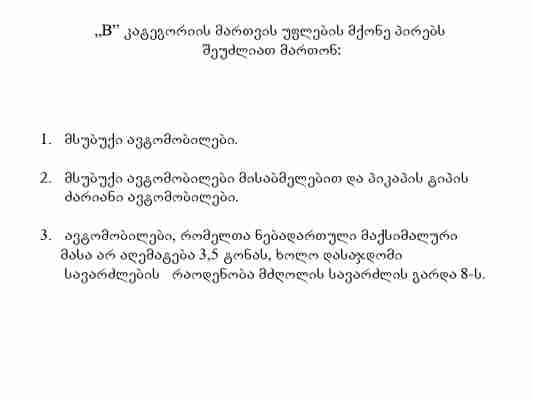 „B” კატეგორიის მართვის უფლების მქონე პირებს
შეუძლიათ მართონ:
1. მსუბუქი ავტომობილები.
2. მსუბუქი ავტომობილები მისაბმელებით და პიკაპის ტიპის
ძარიანი ავტომობილები.
3. ავტომობილები, რომელთა ნებადართული მაქსიმალური
მასა არ აღემატება 3,5 ტონას, ხოლო დასაჯდომი
სავარძლების რაოდენობა მძღოლის სავარძლის გარდა 8-ს.